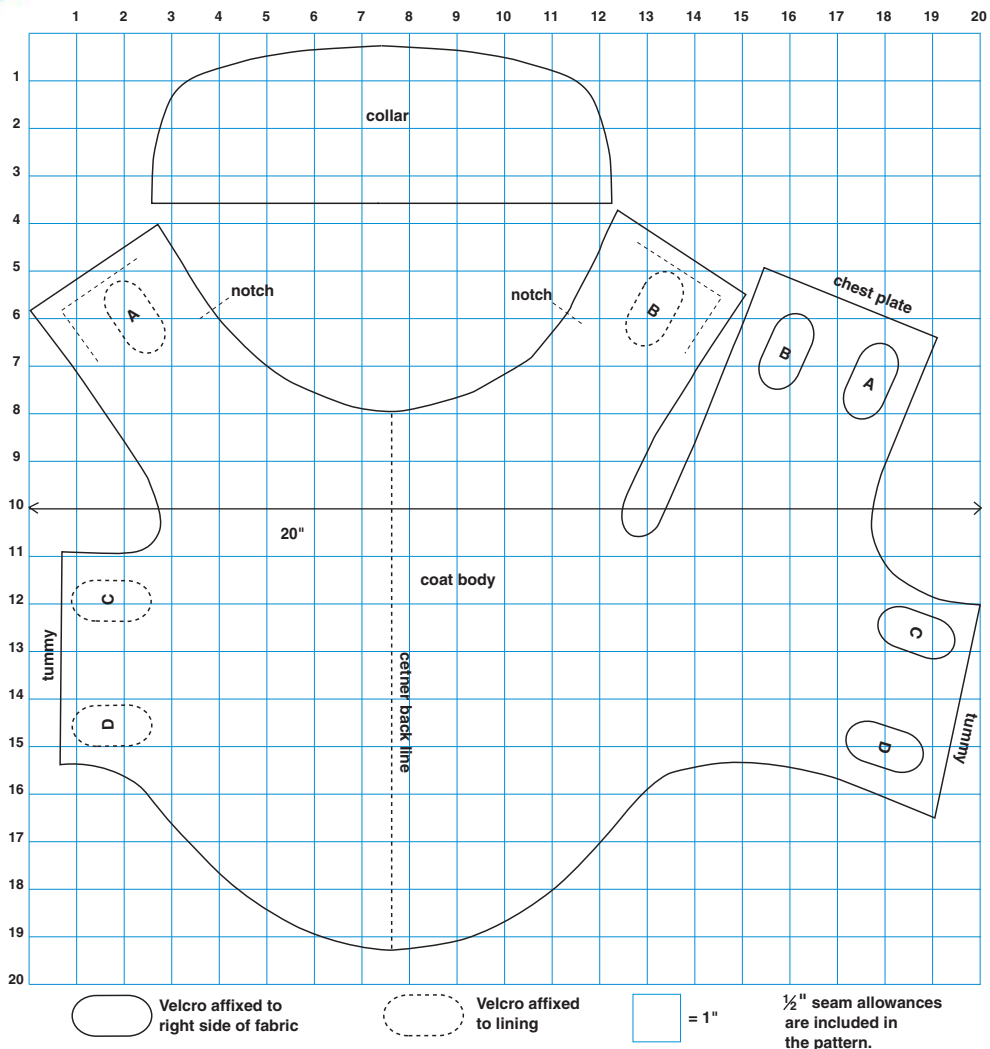 1 2 3 4 5 6 7 8 9 10 11 12 13 14 15 16 17 18 19 20
1
2
3
4
5
6
7
8
9
10
11
12
13
14
15
16
17
18
19
20
collar
notch
notch
chest plate
A
B
B
A
20"
coat body
C
C
tummy
cetner back line
D
D
tummy
Velcro affixed to
right side of fabric
Velcro affixed
to lining
= 1"
½" seam allowances
are included in
the pattern.